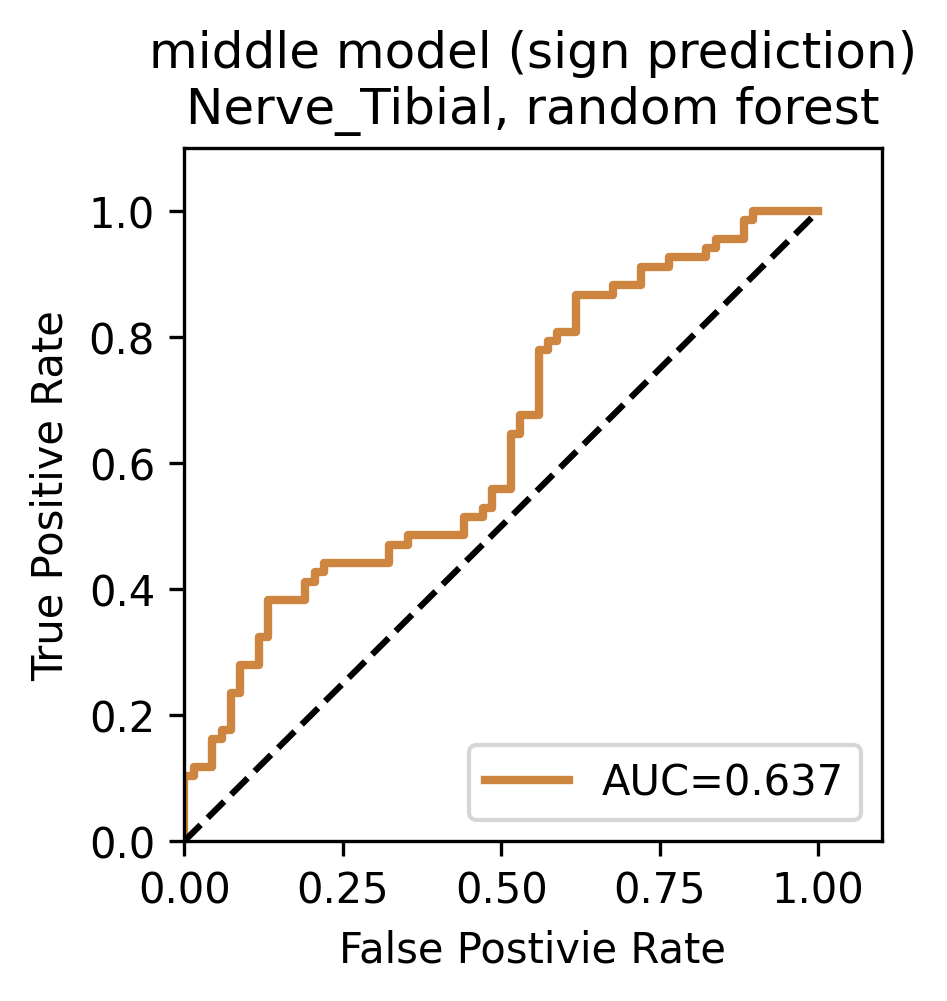 middle model (sign prediction)
Nerve_Tibial, random forest
True Positive Rate
1.0
0.8
0.6
0.4
0.2
0.0
AUC=0.637
0.00 0.25 0.50 0.75 1.00
False Postivie Rate